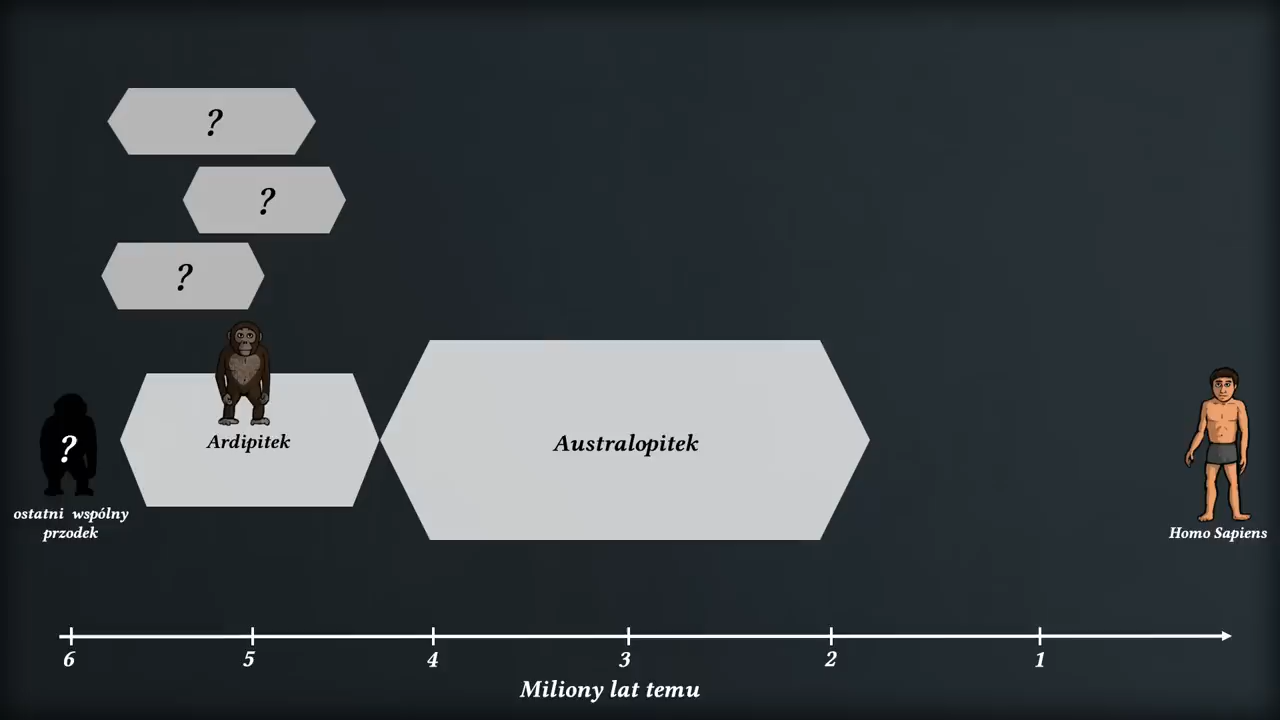 ?
?
?
Ardipitek
Australopitek
?
ostatni wspólny
przodek
Homo Sapiens
6 5 4 3 2 1
Miliony lat temu